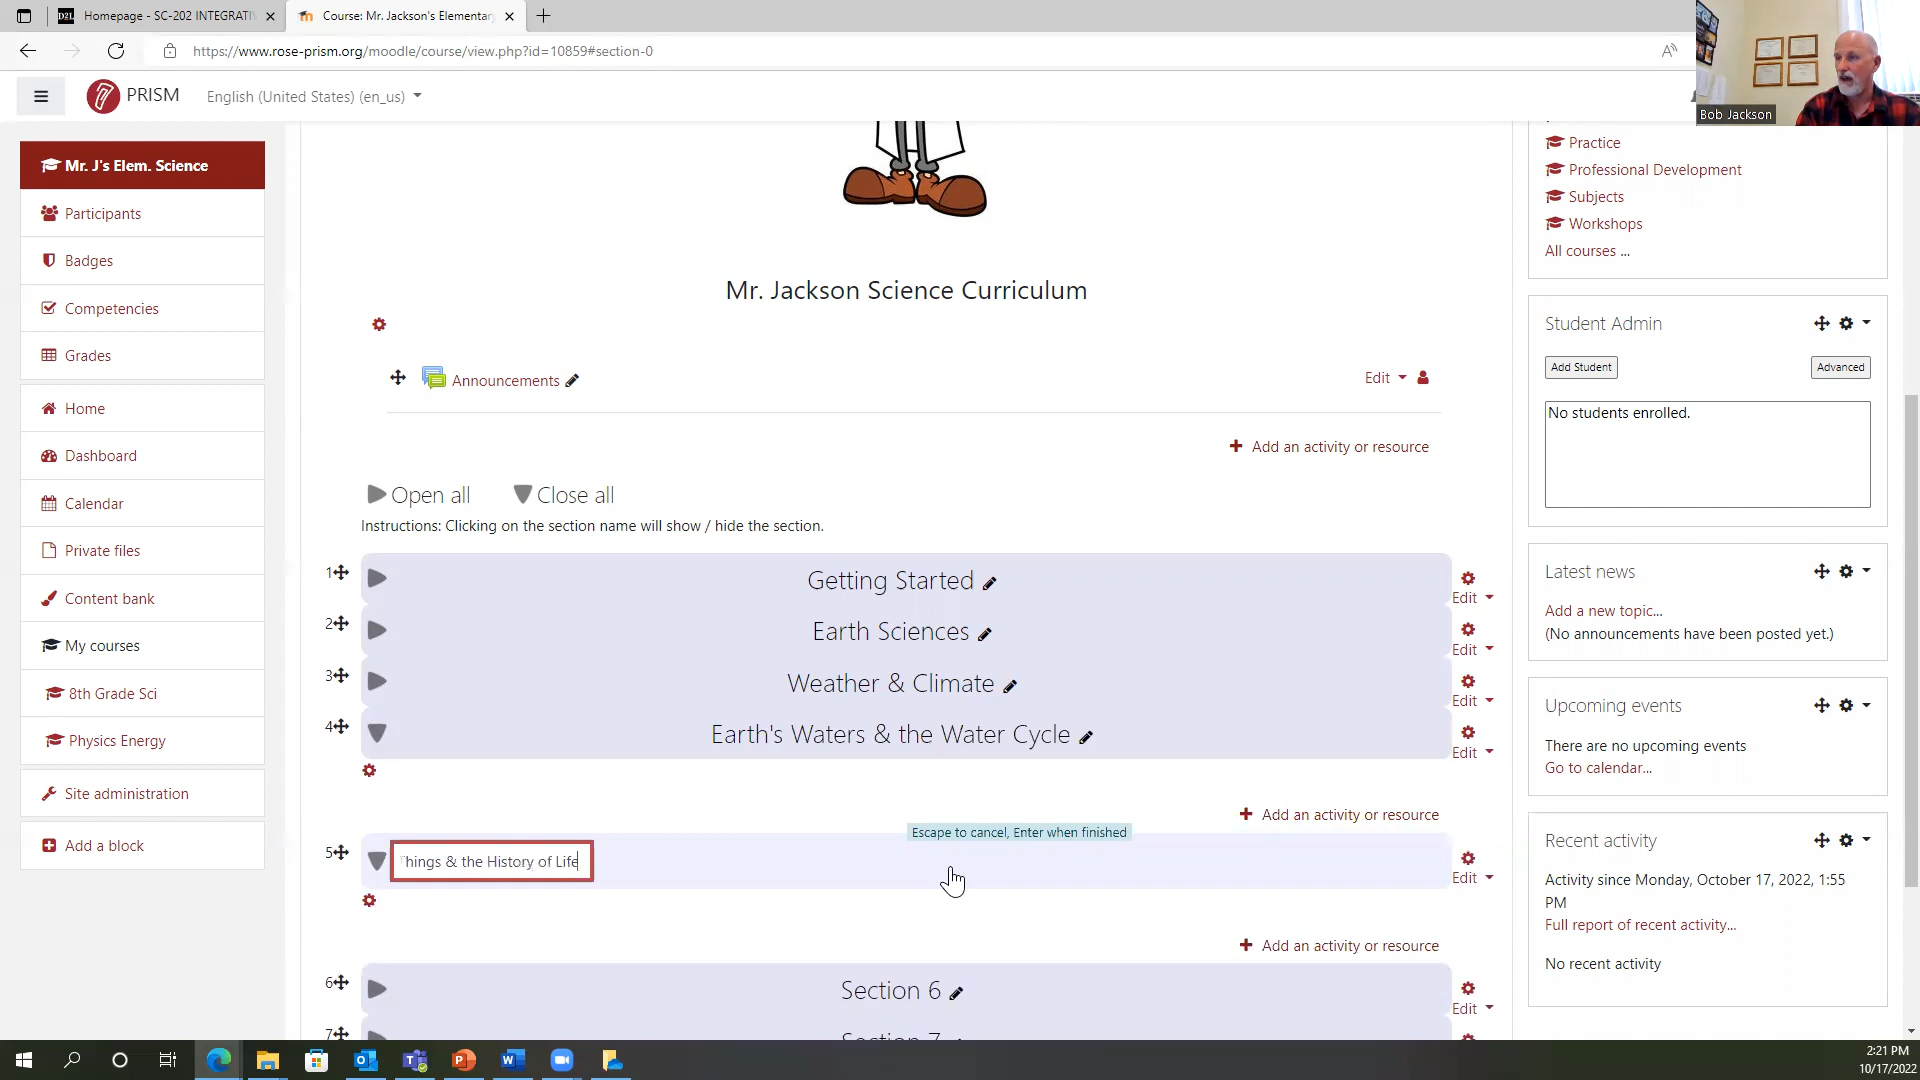 Homepage - SC-202 INTEGRATIV
Course: Mr. Jackson's Elementary
https://www.rose-prism.org/moodle/course/view.php?id=10859#section-0
PRISM
English (United States) (en_us)
Bob Jackson
Mr. J's Elem. Science
Participants
Badges
Competencies
Grades
Home
Dashboard
Calendar
Private files
Content bank
My courses
8th Grade Sci
Physics Energy
Site administration
Add a block
Mr. Jackson Science Curriculum
Announcements
Edit
Add an activity or resource
Open all
Close all
Instructions: Clicking on the section name will show / hide the section.
1
Getting Started
Edit
2
Earth Sciences
Edit
3
Weather & Climate
Edit
4
Earth's Waters & the Water Cycle
Edit
Add an activity or resource
Escape to cancel, Enter when finished
5
Things & the History of Life
Edit
Add an activity or resource
6
Section 6
Edit
7
Section 7
Practice
Professional Development
Subjects
Workshops
All courses ...
Student Admin
Add Student
Advanced
No students enrolled.
Latest news
Add a new topic...
(No announcements have been posted yet.)
Upcoming events
There are no upcoming events
Go to calendar...
Recent activity
Activity since Monday, October 17, 2022, 1:55
PM
Full report of recent activity...
No recent activity
2:21 PM
10/17/2022